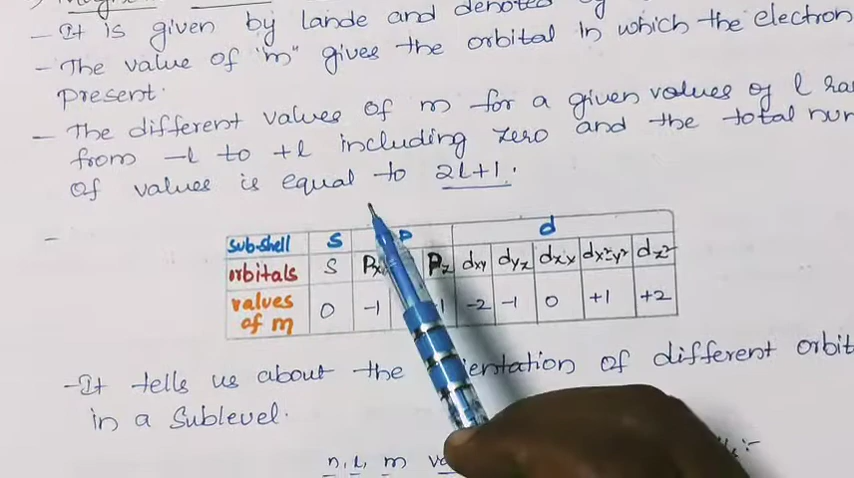 - It is given by lande and denoted by
- The value of "m" gives the orbital in which the electron
present.
- The different values of m for a given values of l
from -l to +l including zero and the total
of values is equal to 2l+1.
-
sub-shell S P d
orbitals S Px Pz dxy dyz dzx dx²-y² dz²
values of m 0 -1 -2 -1 0 +1 +2
- It tells us about the of different
in a sublevel.
n, l, m